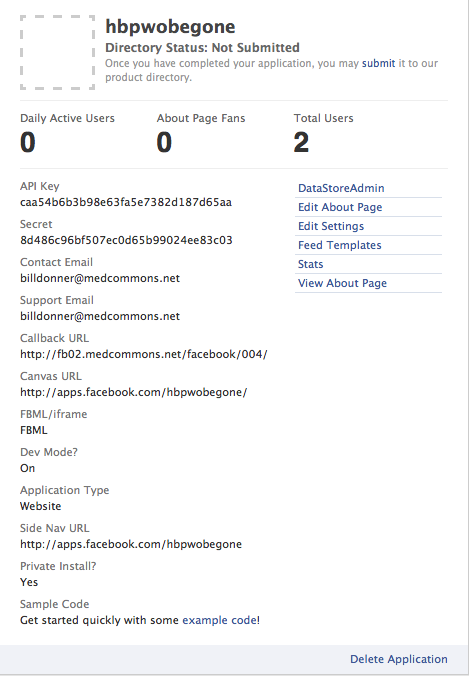 hbpwobegone
Directory Status: Not Submitted
Once you have completed your application, you may submit it to our
product directory.
Daily Active Users
0
About Page Fans
0
Total Users
2
API Key
caa54b6b3b98e63fa5e7382d187d65aa
Secret
8d486c96bf507ec0d65b99024ee83c03
Contact Email
billdonner@medcommons.net
Support Email
billdonner@medcommons.net
Callback URL
http://fb02.medcommons.net/facebook/004/
Canvas URL
http://apps.facebook.com/hbpwobegone/
FBML/iframe
FBML
Dev Mode?
On
Application Type
Website
Side Nav URL
http://apps.facebook.com/hbpwobegone
Private Install?
Yes
Sample Code
Get started quickly with some example code!
DataStoreAdmin
Edit About Page
Edit Settings
Feed Templates
Stats
View About Page
Delete Application